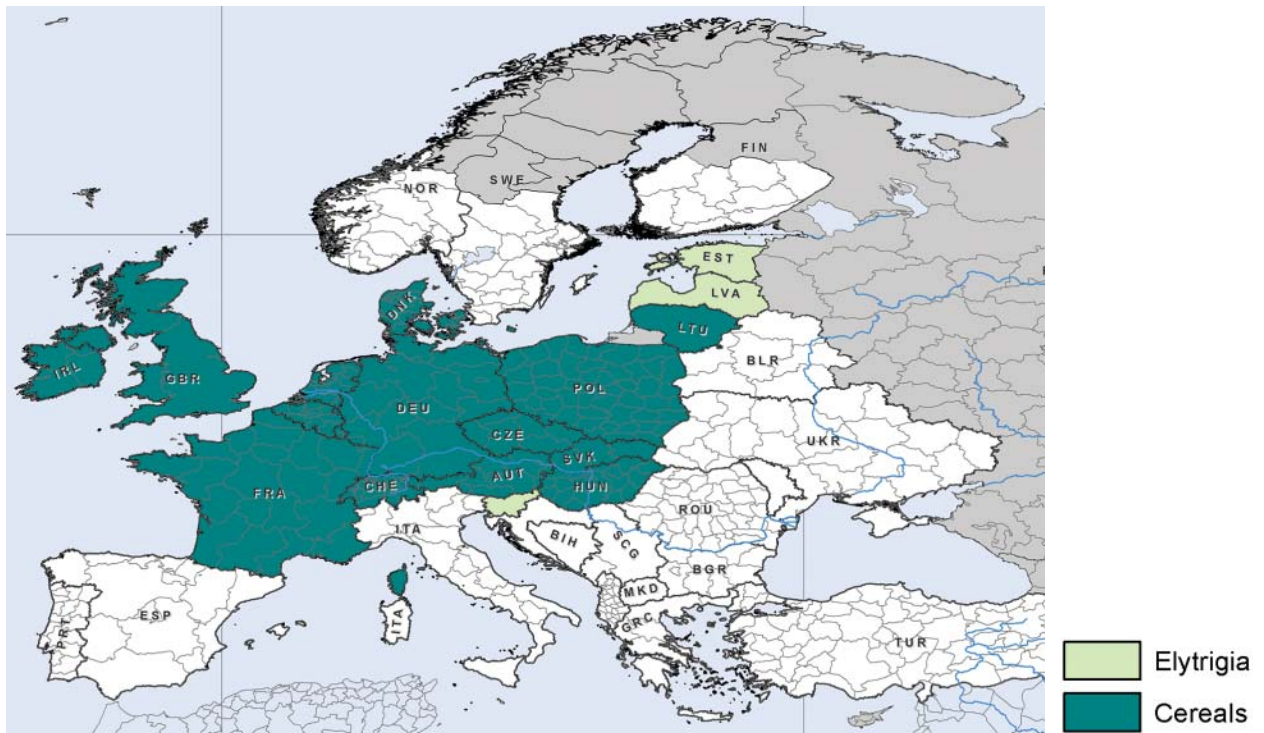 FIN
NOR
SWE
EST
LVA
DNK
LTU
BLR
IRL
GBR
POL
DEU
CZE
UKR
SVK
AUT
HUN
CHE
FRA
ROU
ITA
BIH
SCG
BGR
MKD
ESP
PRT
ITA
GRC
TUR
Elytrigia
Cereals